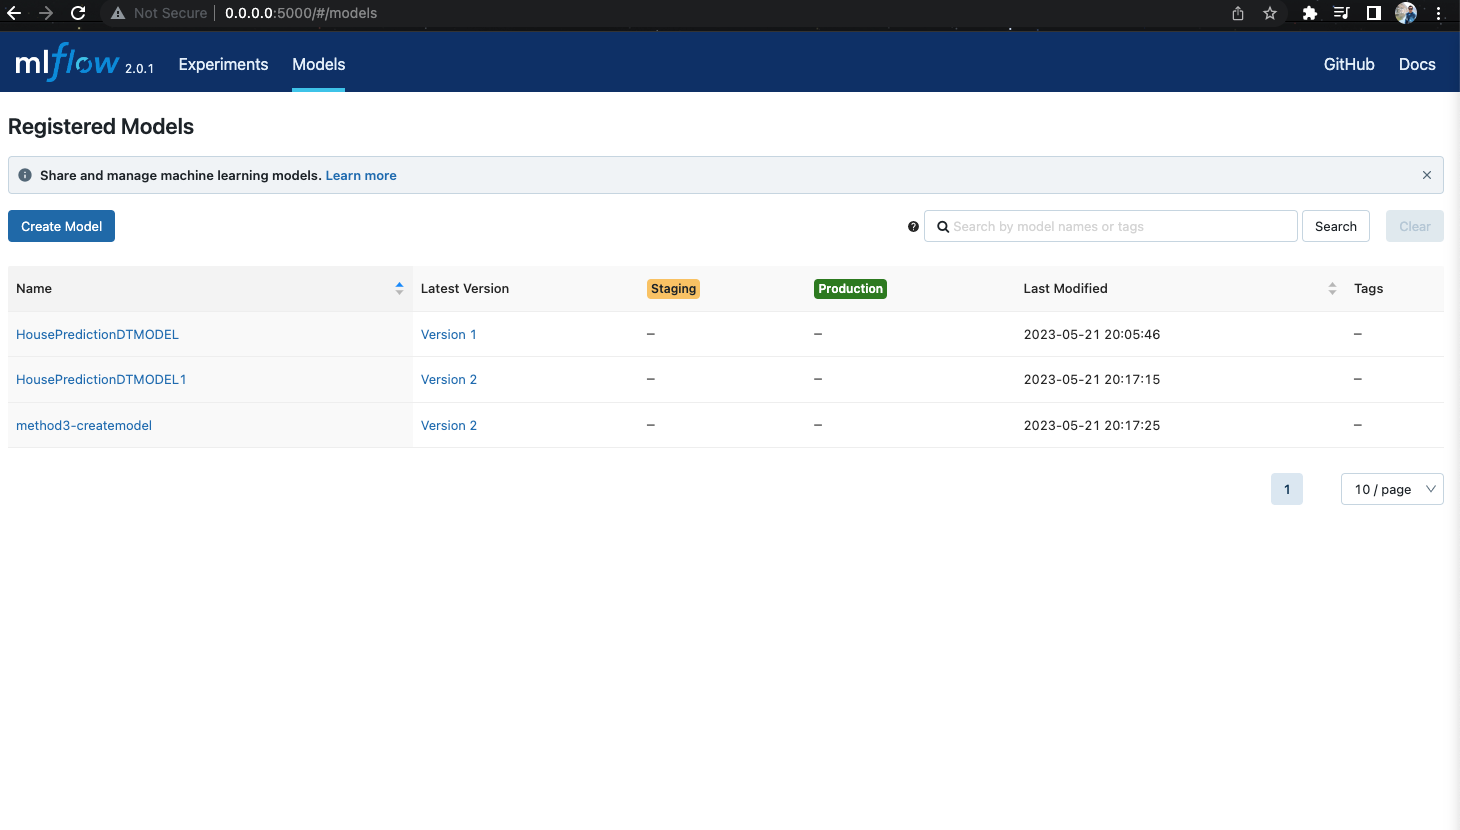 Not Secure 0.0.0.0:5000/#/models
mlflow 2.0.1 Experiments Models GitHub Docs
Registered Models
Share and manage machine learning models. Learn more
Create Model Search by model names or tags Search Clear
Name Latest Version Staging Production Last Modified Tags
HousePredictionDTMODEL Version 1 – – 2023-05-21 20:05:46 –
HousePredictionDTMODEL1 Version 2 – – 2023-05-21 20:17:15 –
method3-createmodel Version 2 – – 2023-05-21 20:17:25 –
1 10 / page